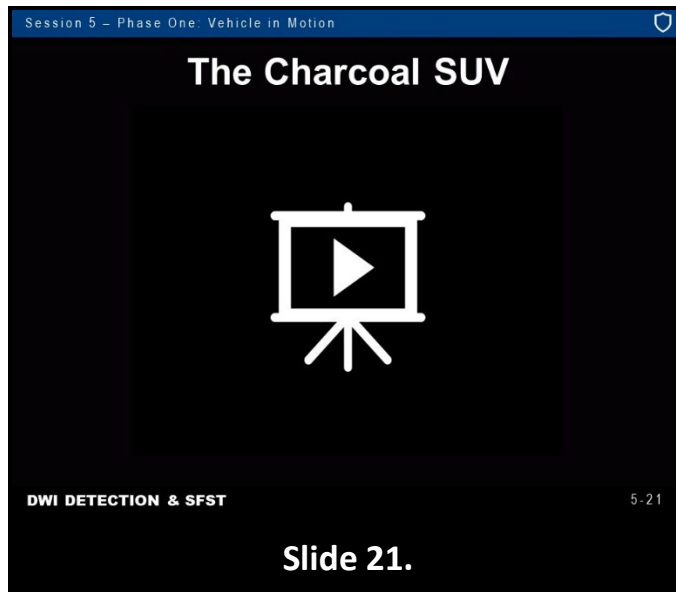 Session 5 – Phase One: Vehicle in Motion
The Charcoal SUV
DWI DETECTION & SFST
5-21
Slide 21.